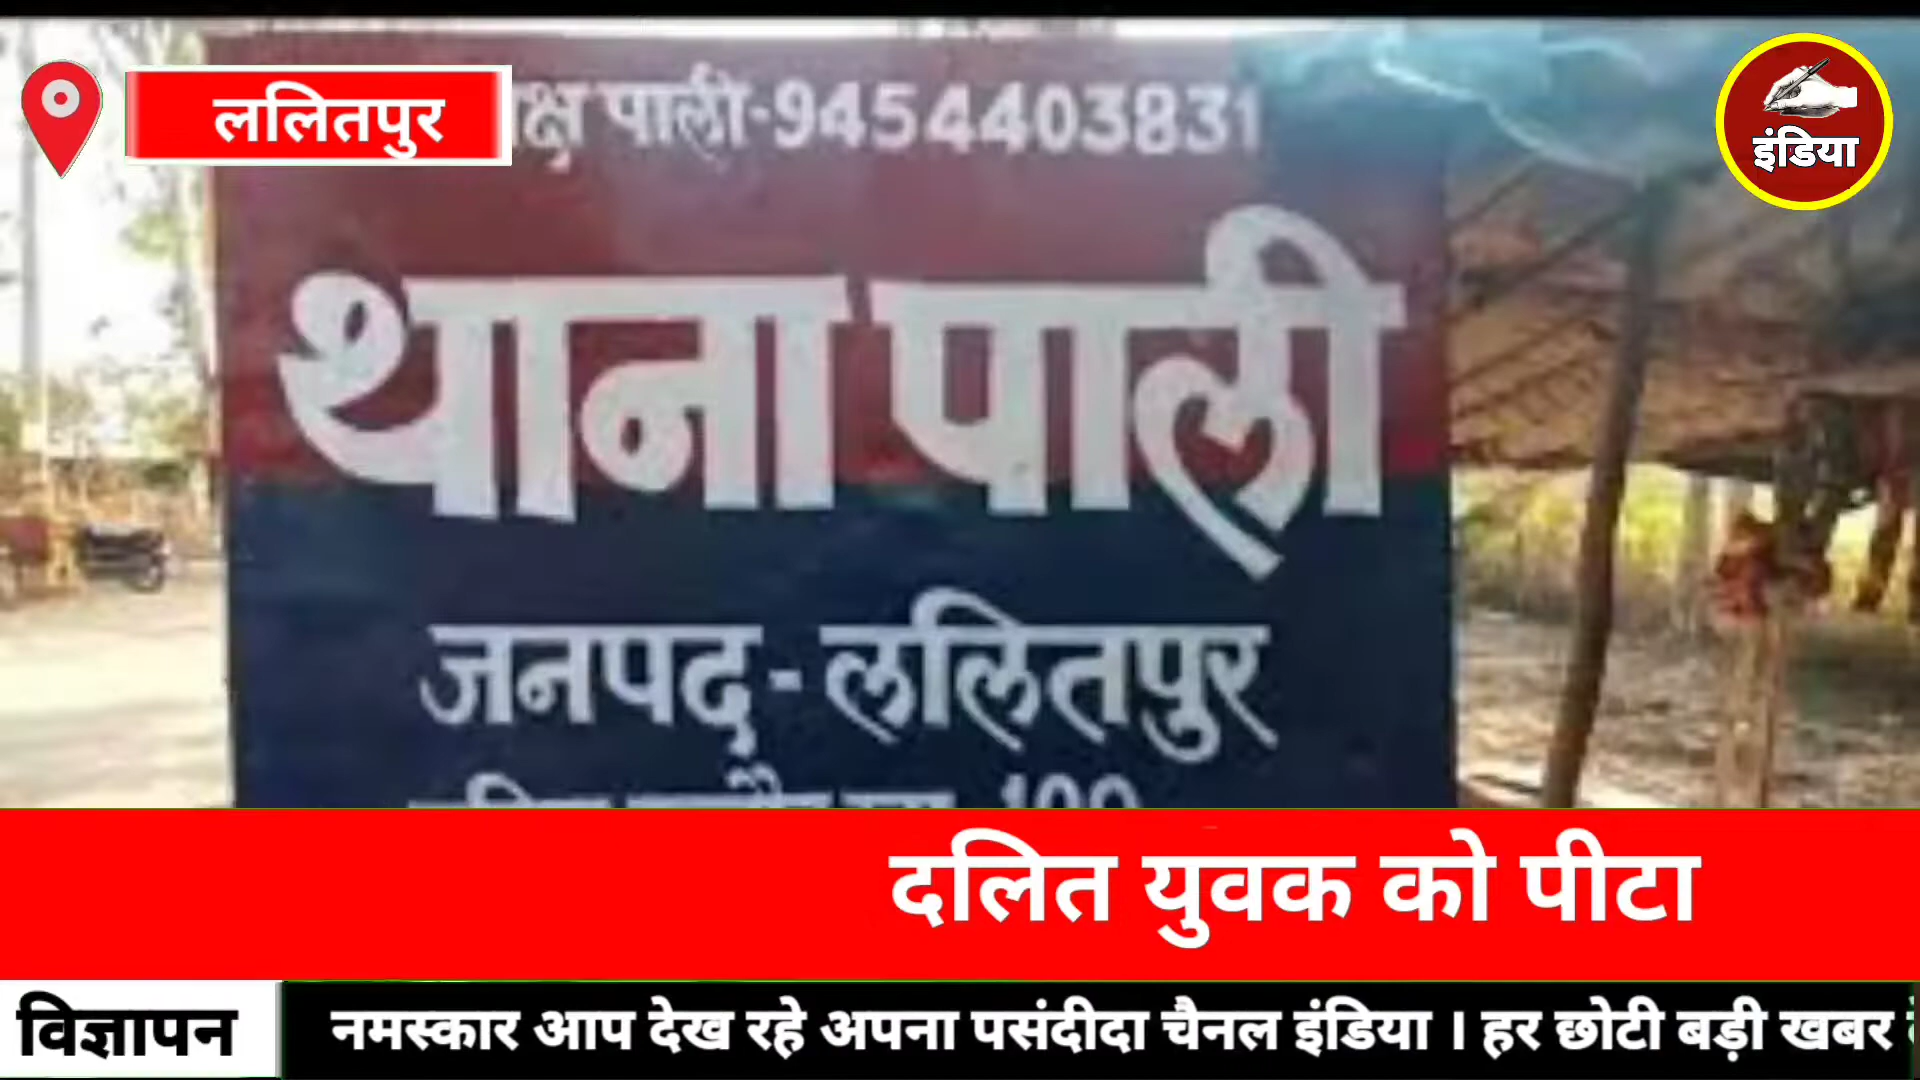 ललितपुर
पाली-9454403831
इंडिया
थाना पाली
जनपद-ललितपुर
दलित युवक को पीटा
विज्ञापन
नमस्कार आप देख रहे अपना पसंदीदा चैनल इंडिया । हर छोटी बड़ी खबर